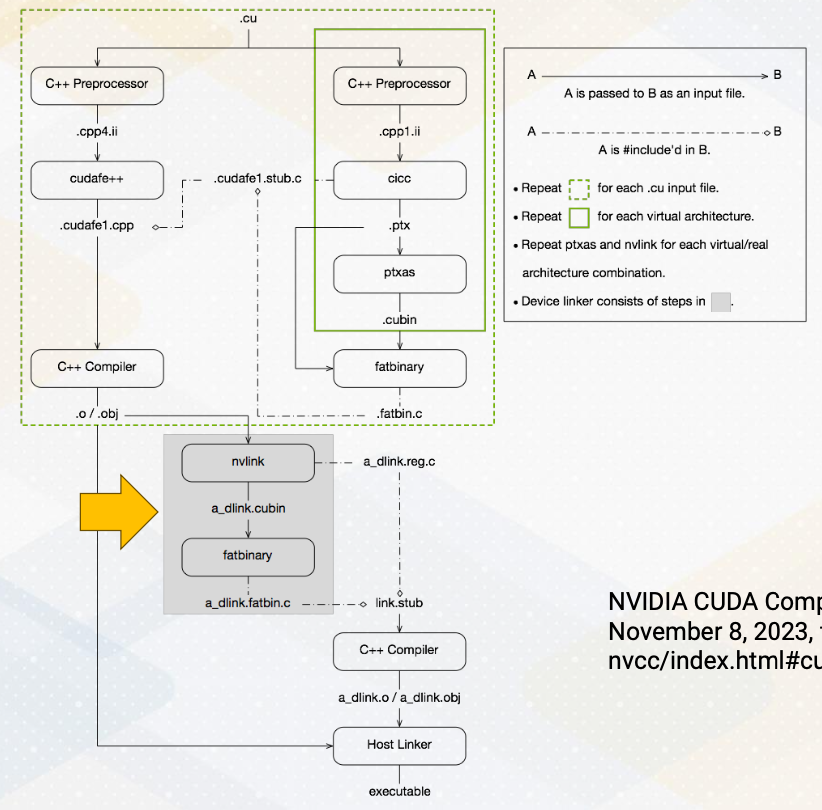 .cu
C++ Preprocessor
C++ Preprocessor
.cpp4.ii
.cpp1.ii
cudafe++
.cudafe1.stub.c
cicc
.cudafe1.cpp
.ptx
ptxas
.cubin
C++ Compiler
fatbinary
.o / .obj
.fatbin.c
nvlink
a_dlink.reg.c
a_dlink.cubin
fatbinary
a_dlink.fatbin.c
link.stub
C++ Compiler
a_dlink.o / a_dlink.obj
Host Linker
executable
A B
A is passed to B as an input file.
A B
A is #include'd in B.
• Repeat for each .cu input file.
• Repeat for each virtual architecture.
• Repeat ptxas and nvlink for each virtual/real
architecture combination.
• Device linker consists of steps in .
NVIDIA CUDA Comp
November 8, 2023,
nvcc/index.html#cu